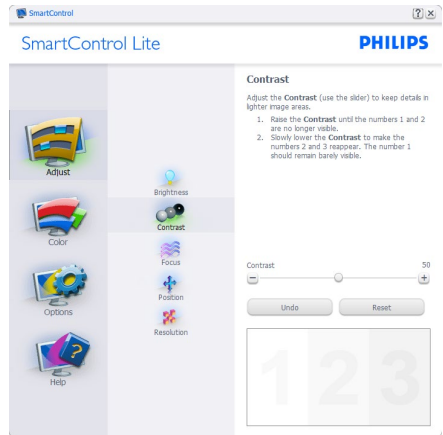 SmartControl
SmartControl Lite
PHILIPS
Adjust
Color
Options
Help
Brightness
Contrast
Focus
Position
Resolution
Contrast
Adjust the Contrast (use the slider) to keep details in
lighter image areas.
1. Raise the Contrast until the numbers 1 and 2
are no longer visible.
2. Slowly lower the Contrast to make the
numbers 2 and 3 reappear. The number 1
should remain barely visible.
Contrast 50
Undo Reset
1 2 3